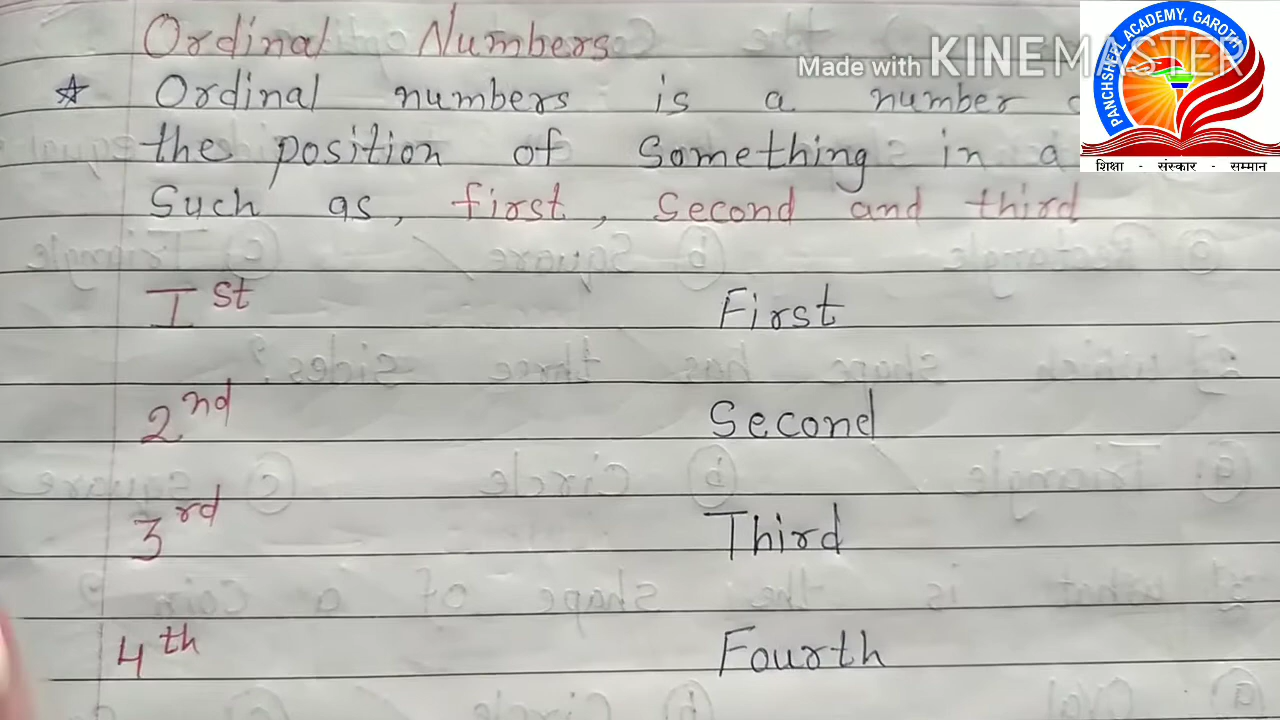 Ordinal Numbers
Made with KINEMASTER
PANCHSHEEL ACADEMY, GAROTH
शिक्षा - संस्कार - सम्मान
☆ Ordinal numbers is a number
the position of Something in a
Such as, first, Second and third
Ist First
2nd Second
3rd Third
4th Fourth